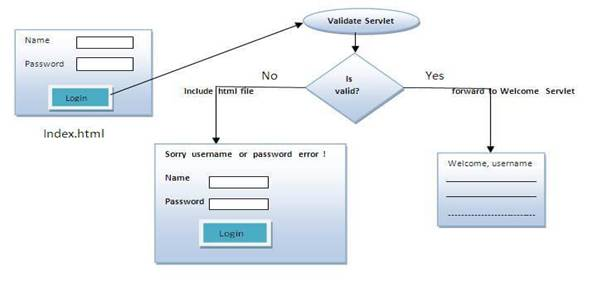 Name
Password
Login
Index.html
Validate Servlet
Is
valid?
No
Include html file
Yes
forward to Welcome Servlet
Sorry username or password error !
Name
Password
Login
Welcome, username